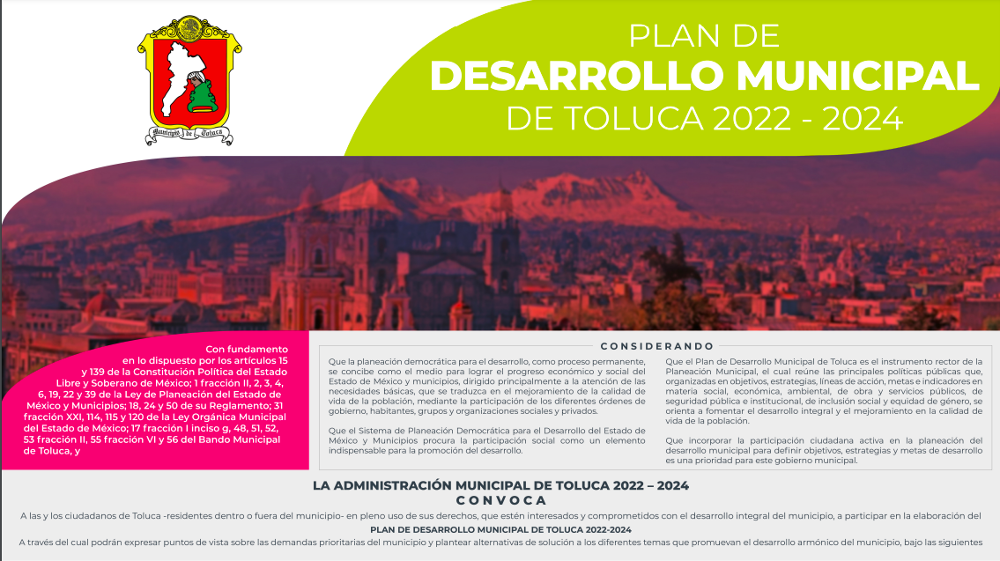 Municipio de Toluca
PLAN DE
DESARROLLO MUNICIPAL
DE TOLUCA 2022 - 2024
Con fundamento
en lo dispuesto por los artículos 15
y 139 de la Constitución Política del Estado
Libre y Soberano de México; 1 fracción II, 2, 3, 4,
6, 19, 22 y 39 de la Ley de Planeación del Estado de
México y Municipios; 18, 24 y 50 de su Reglamento; 31
fracción XXI, 114, 115 y 120 de la Ley Orgánica Municipal
del Estado de México; 17 fracción I inciso g, 48, 51, 52,
53 fracción II, 55 fracción VI y 56 del Bando Municipal
de Toluca, y
CONSIDERANDO
Que la planeación democrática para el desarrollo, como proceso permanente,
se concibe como el medio para lograr el progreso económico y social del
Estado de México y municipios, dirigido principalmente a la atención de las
necesidades básicas, que se traduzca en el mejoramiento de la calidad de
vida de la población, mediante la participación de los diferentes órdenes de
gobierno, habitantes, grupos y organizaciones sociales y privados.
Que el Sistema de Planeación Democrática para el Desarrollo del Estado de
México y Municipios procura la participación social como un elemento
indispensable para la promoción del desarrollo.
Que el Plan de Desarrollo Municipal de Toluca es el instrumento rector de la
Planeación Municipal, el cual reúne las principales políticas públicas que,
organizadas en objetivos, estrategias, líneas de acción, metas e indicadores en
materia social, económica, ambiental, de obra y servicios públicos, de
seguridad pública e institucional, de inclusión social y equidad de género, se
orienta a fomentar el desarrollo integral y el mejoramiento en la calidad de
vida de la población.
Que incorporar la participación ciudadana activa en la planeación del
desarrollo municipal para definir objetivos, estrategias y metas de desarrollo
es una prioridad para este gobierno municipal.
LA ADMINISTRACIÓN MUNICIPAL DE TOLUCA 2022 – 2024
CONVOCA
A las y los ciudadanos de Toluca -residentes dentro o fuera del municipio- en pleno uso de sus derechos, que estén interesados y comprometidos con el desarrollo integral del municipio, a participar en la elaboración del
PLAN DE DESARROLLO MUNICIPAL DE TOLUCA 2022-2024
A través del cual podrán expresar puntos de vista sobre las demandas prioritarias del municipio y plantear alternativas de solución a los diferentes temas que promuevan el desarrollo armónico del municipio, bajo las siguientes